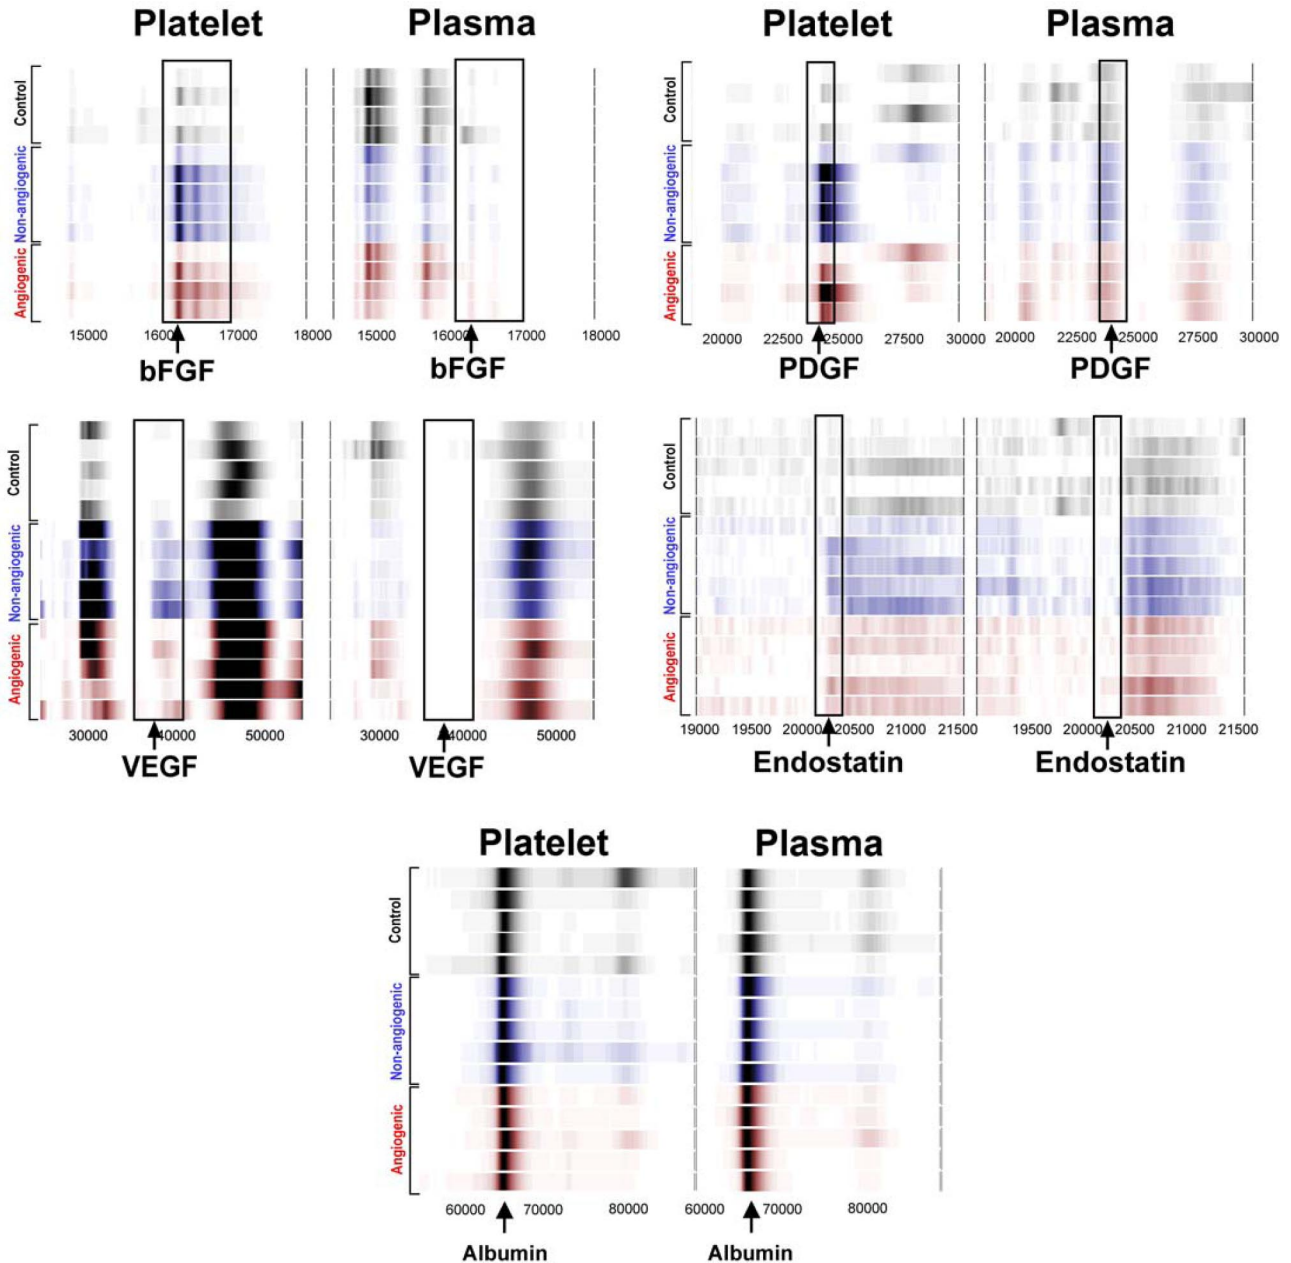 Platelet Plasma
Control
Non-angiogenic
Angiogenic
15000 16000 17000 18000 15000 16000 17000 18000
bFGF bFGF
Platelet Plasma
Control
Non-angiogenic
Angiogenic
20000 22500 25000 27500 30000 20000 22500 25000 27500 30000
PDGF PDGF
Control
Non-angiogenic
Angiogenic
30000 40000 50000 30000 40000 50000
VEGF VEGF
Control
Non-angiogenic
Angiogenic
19000 19500 20000 20500 21000 21500 19500 20000 20500 21000 21500
Endostatin Endostatin
Platelet Plasma
Control
Non-angiogenic
Angiogenic
60000 70000 80000 60000 70000 80000
Albumin Albumin